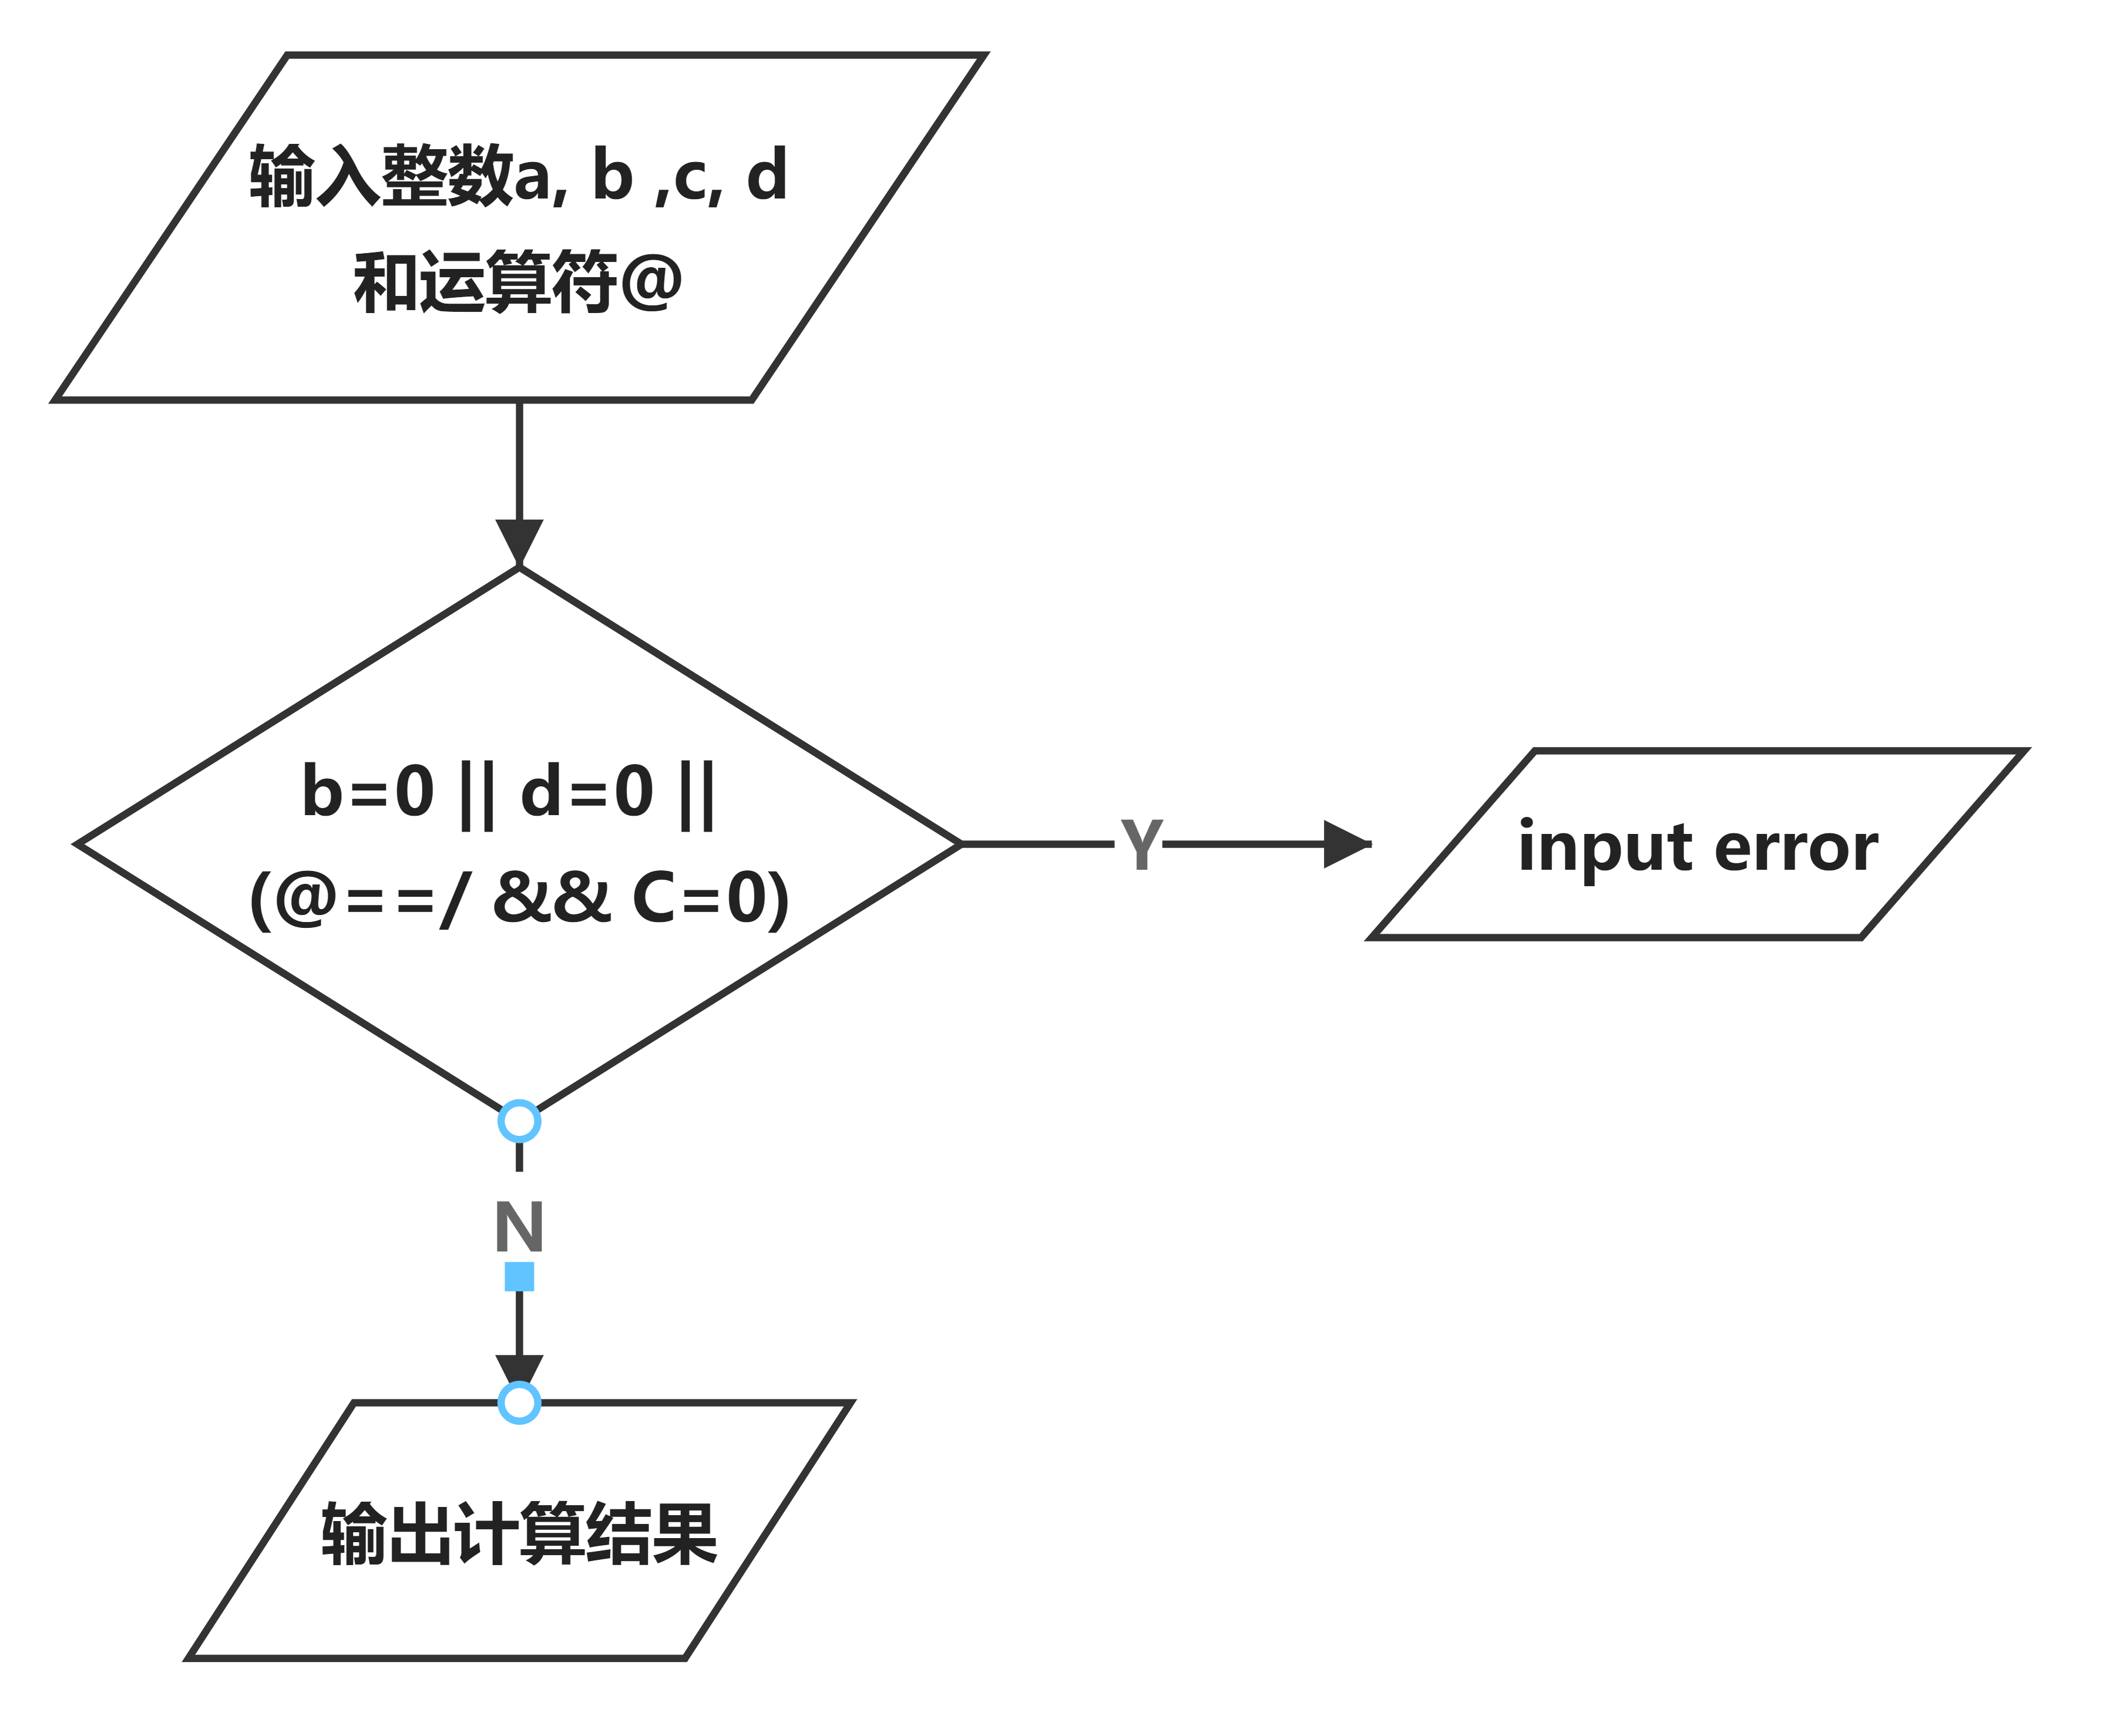 输入整数a, b ,c, d
和运算符@
b=0 || d=0 ||
(@==/ && C=0)
Y
input error
N
输出计算结果